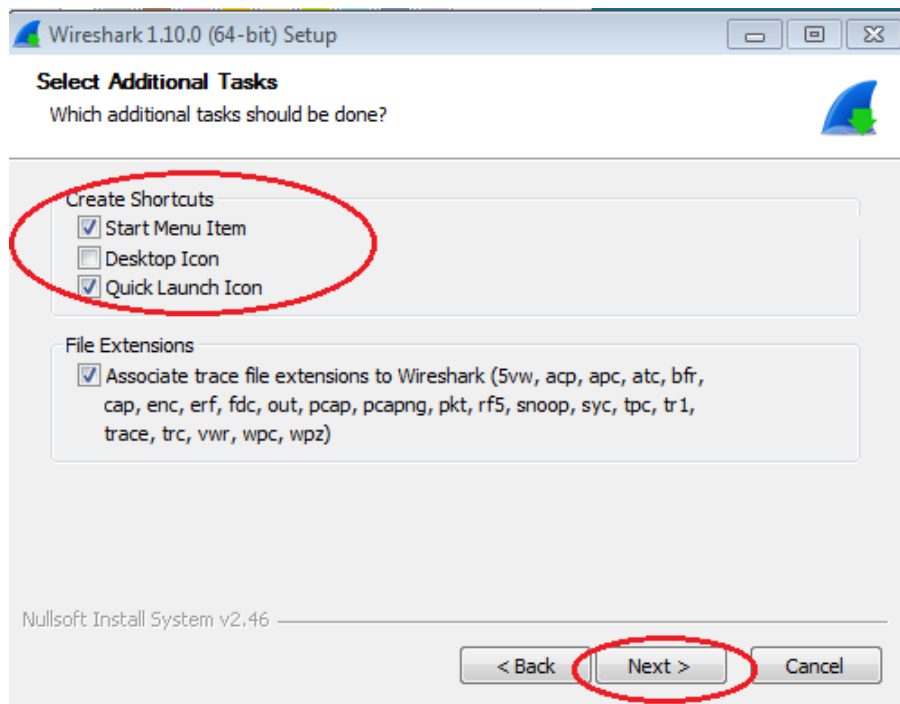 Wireshark 1.10.0 (64-bit) Setup
Select Additional Tasks
Which additional tasks should be done?
Create Shortcuts
Start Menu Item
Desktop Icon
Quick Launch Icon
File Extensions
Associate trace file extensions to Wireshark (5vw, acp, apc, atc, bfr,
cap, enc, erf, fdc, out, pcap, pcapng, pkt, rf5, snoop, syc, tpc, tr1,
trace, trc, vwr, wpc, wpz)
Nullsoft Install System v2.46
< Back Next > Cancel